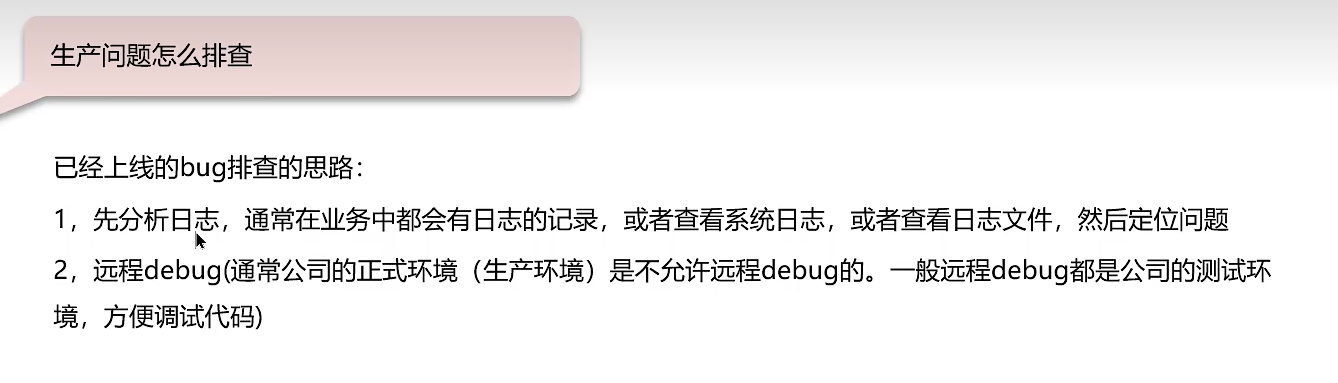 生产问题怎么排查
已经上线的bug排查的思路：
1，先分析日志，通常在业务中都会有日志的记录，或者查看系统日志，或者查看日志文件，然后定位问题
2，远程debug(通常公司的正式环境（生产环境）是不允许远程debug的。一般远程debug都是公司的测试环
境，方便调试代码)